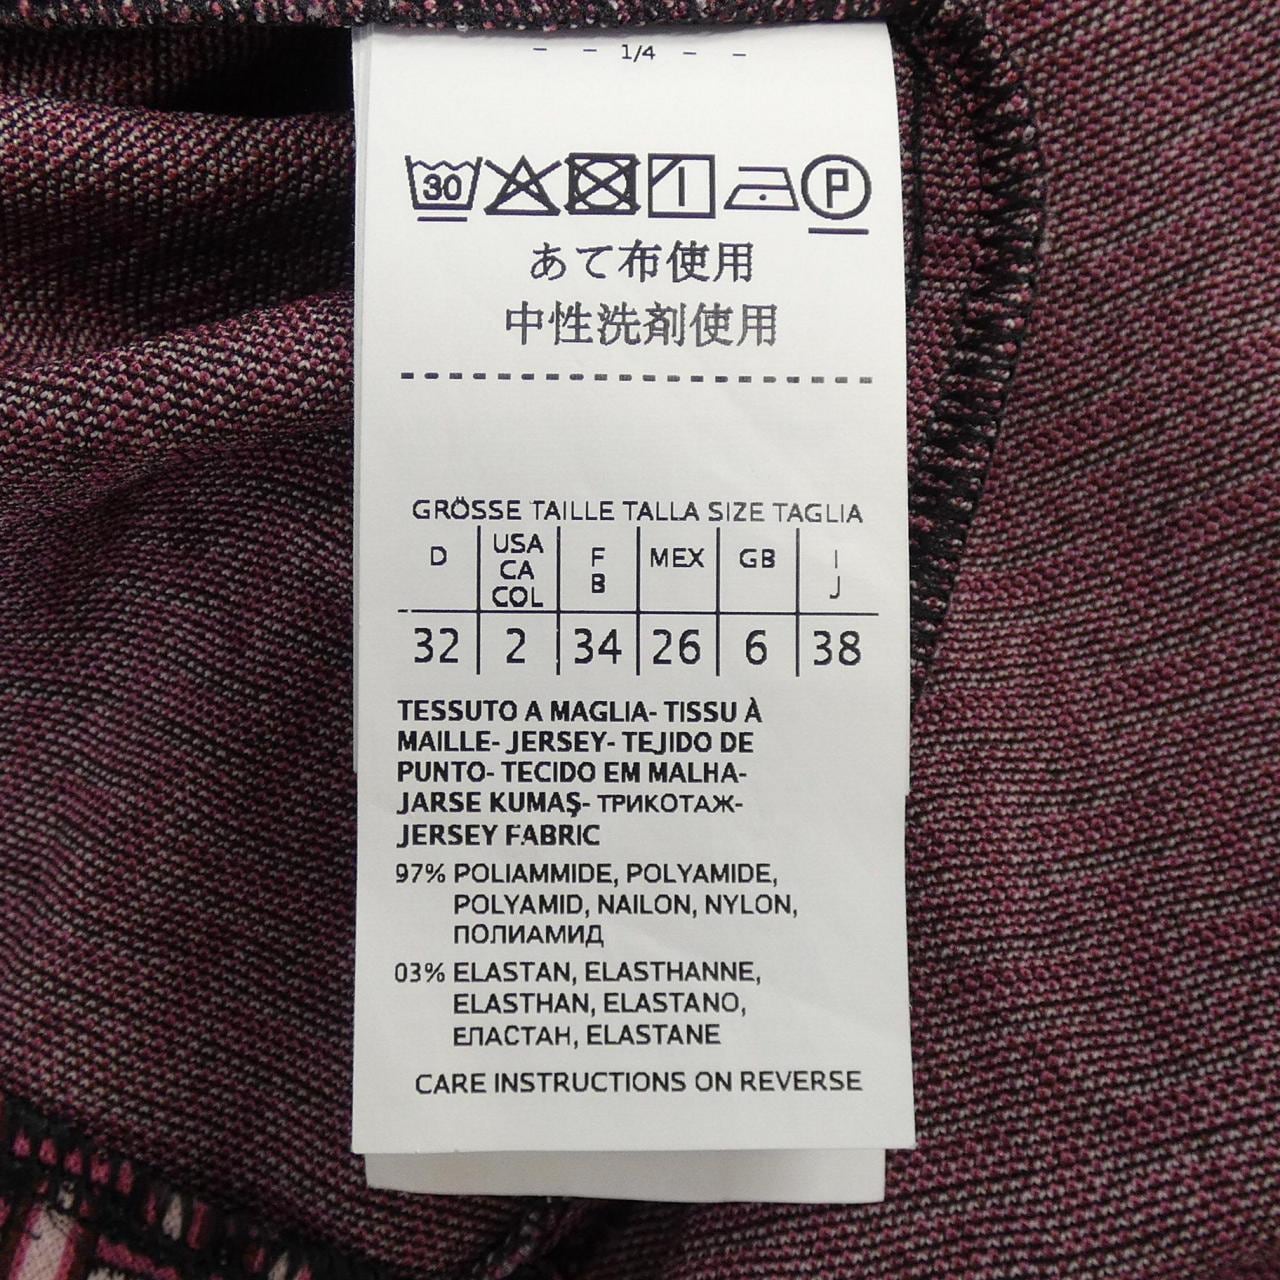 - - 1/4 - -
30 P
あて布使用
中性洗剤使用
GRÖSSE TAILLE TALLA SIZE TAGLIA
D USA CA COL F B MEX GB I J
32 2 34 26 6 38
TESSUTO A MAGLIA- TISSU À
MAILLE- JERSEY- TEJIDO DE
PUNTO- TECIDO EM MALHA-
JARSE KUMAŞ- ТРИКОТАЖ-
JERSEY FABRIC
97% POLIAMMIDE, POLYAMIDE,
POLYAMID, NAILON, NYLON,
ПОЛИАМИД
03% ELASTAN, ELASTHANNE,
ELASTHAN, ELASTANO,
ЕЛАСТАН, ELASTANE
CARE INSTRUCTIONS ON REVERSE